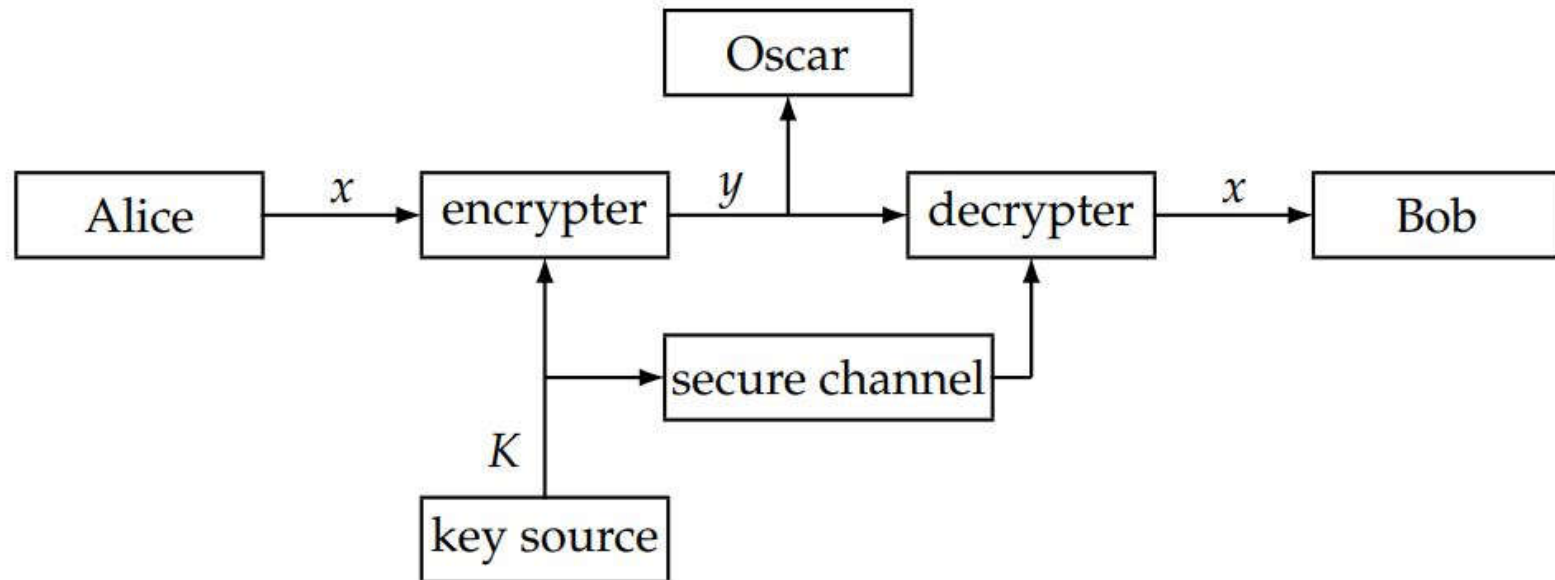 Oscar
Alice
x
encrypter
y
decrypter
x
Bob
secure channel
K
key source